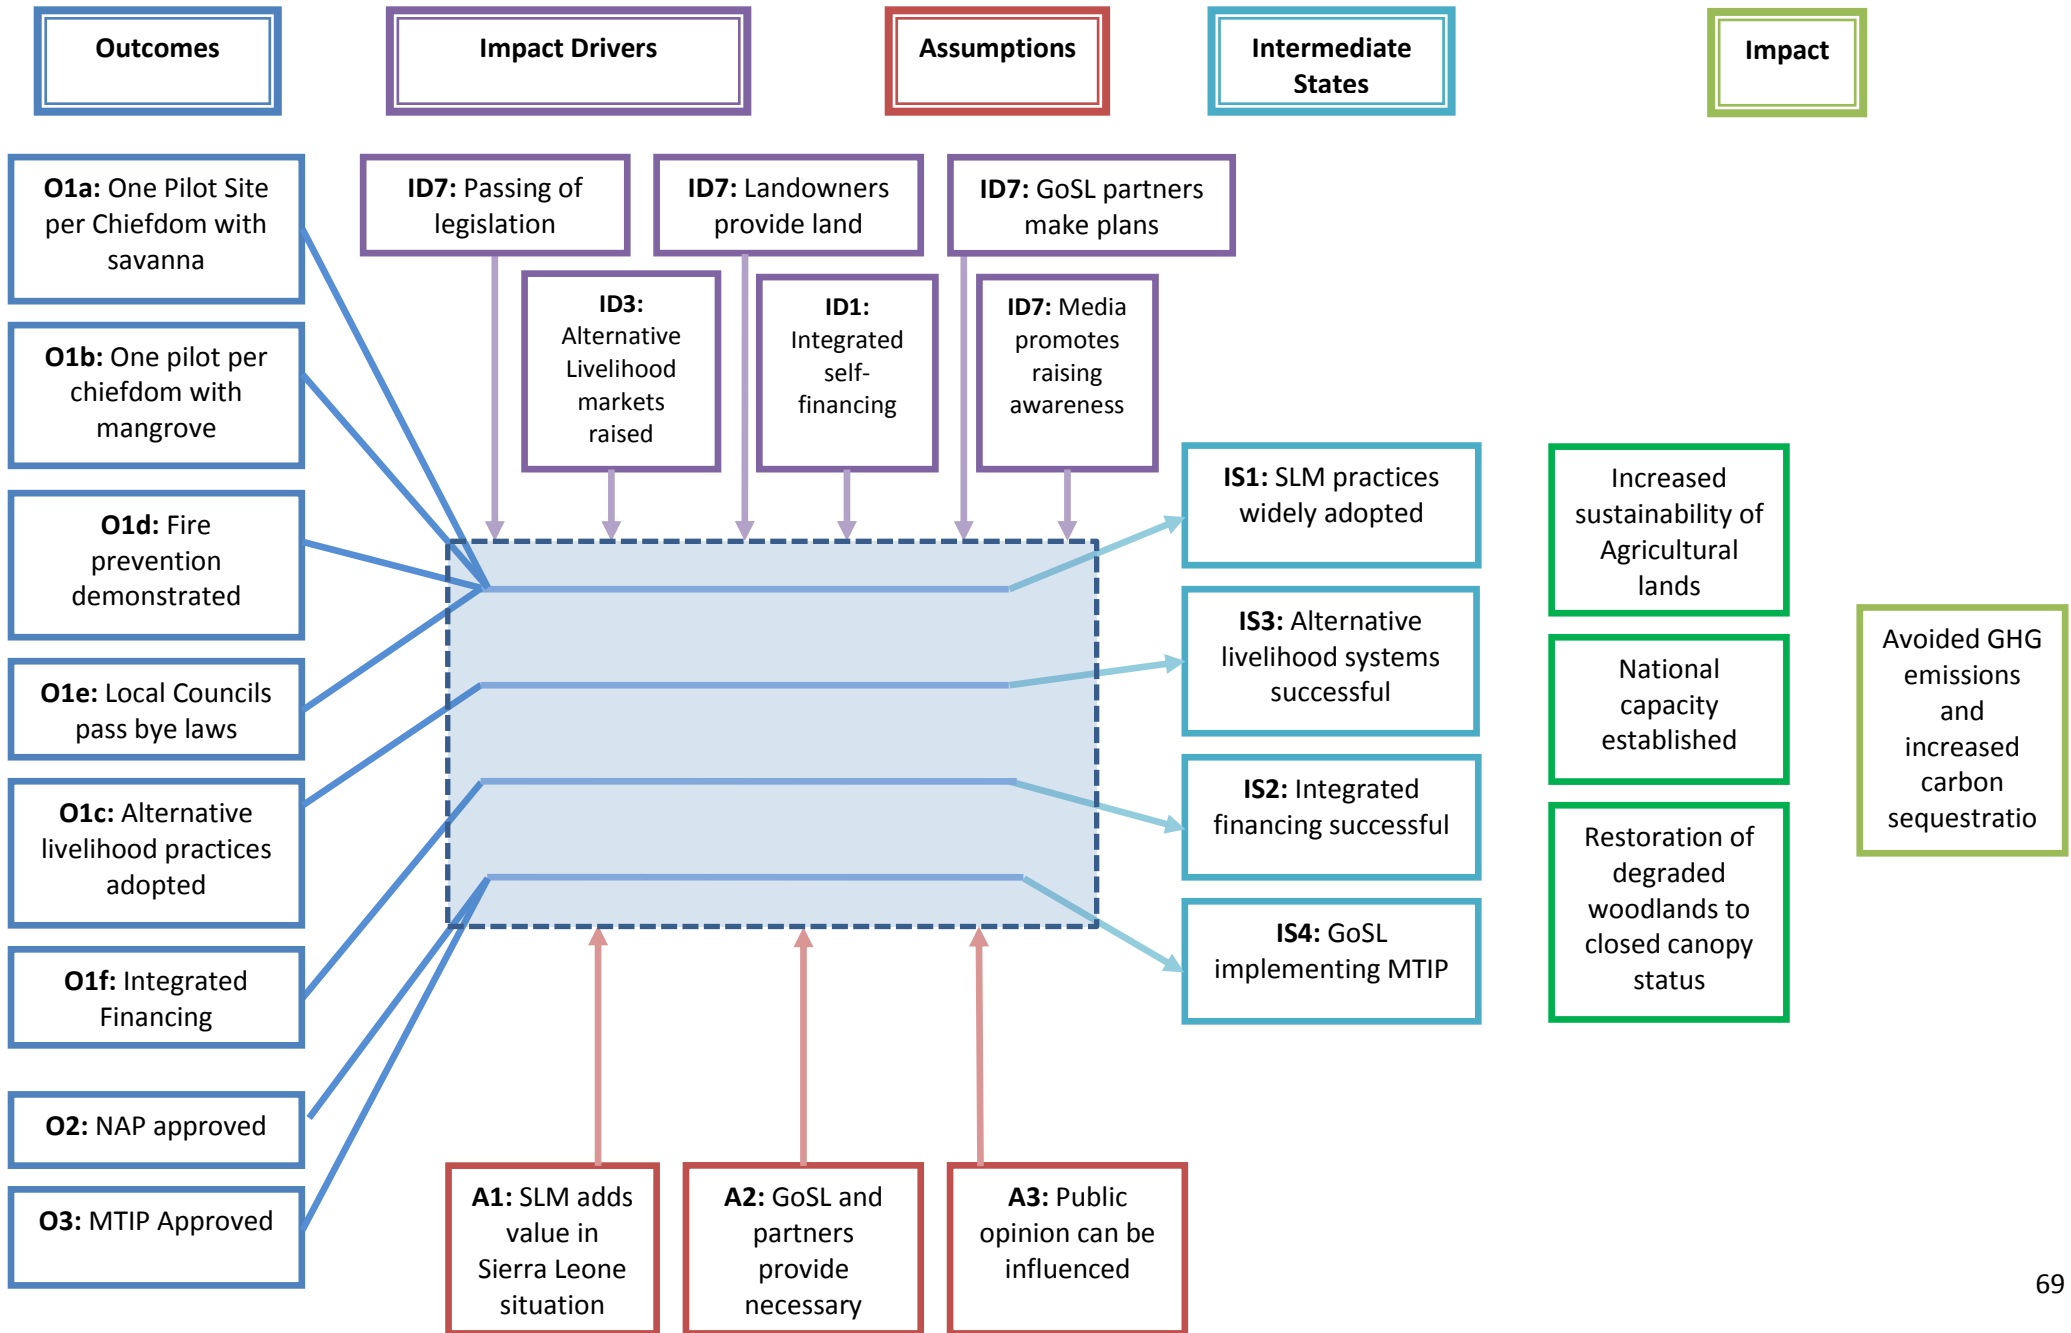 Outcomes
Impact Drivers
Assumptions
Intermediate
States
Impact
O1a: One Pilot Site
per Chiefdom with
savanna
O1b: One pilot per
chiefdom with
mangrove
O1d: Fire
prevention
demonstrated
O1e: Local Councils
pass bye laws
O1c: Alternative
livelihood practices
adopted
O1f: Integrated
Financing
O2: NAP approved
O3: MTIP Approved
ID7: Passing of
legislation
ID7: Landowners
provide land
ID7: GoSL partners
make plans
ID3:
Alternative
Livelihood
markets
raised
ID1:
Integrated
self-
financing
ID7: Media
promotes
raising
awareness
A1: SLM adds
value in
Sierra Leone
situation
A2: GoSL and
partners
provide
necessary
A3: Public
opinion can be
influenced
IS1: SLM practices
widely adopted
IS3: Alternative
livelihood systems
successful
IS2: Integrated
financing successful
IS4: GoSL
implementing MTIP
Increased
sustainability of
Agricultural
lands
National
capacity
established
Restoration of
degraded
woodlands to
closed canopy
status
Avoided GHG
emissions
and
increased
carbon
sequestratio
69